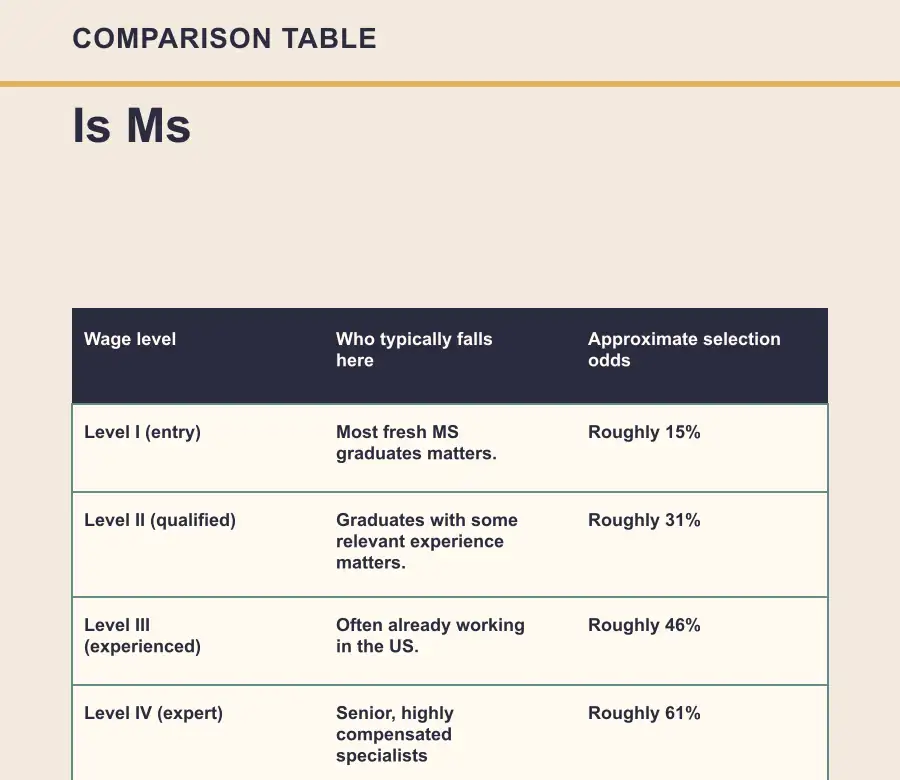 COMPARISON TABLE
Is Ms
Wage level
Who typically falls
here
Approximate selection
odds
Level I (entry)
Most fresh MS
graduates matters.
Roughly 15%
Level II (qualified)
Graduates with some
relevant experience
matters.
Roughly 31%
Level III
(experienced)
Often already working
in the US.
Roughly 46%
Level IV (expert)
Senior, highly
compensated
specialists
Roughly 61%